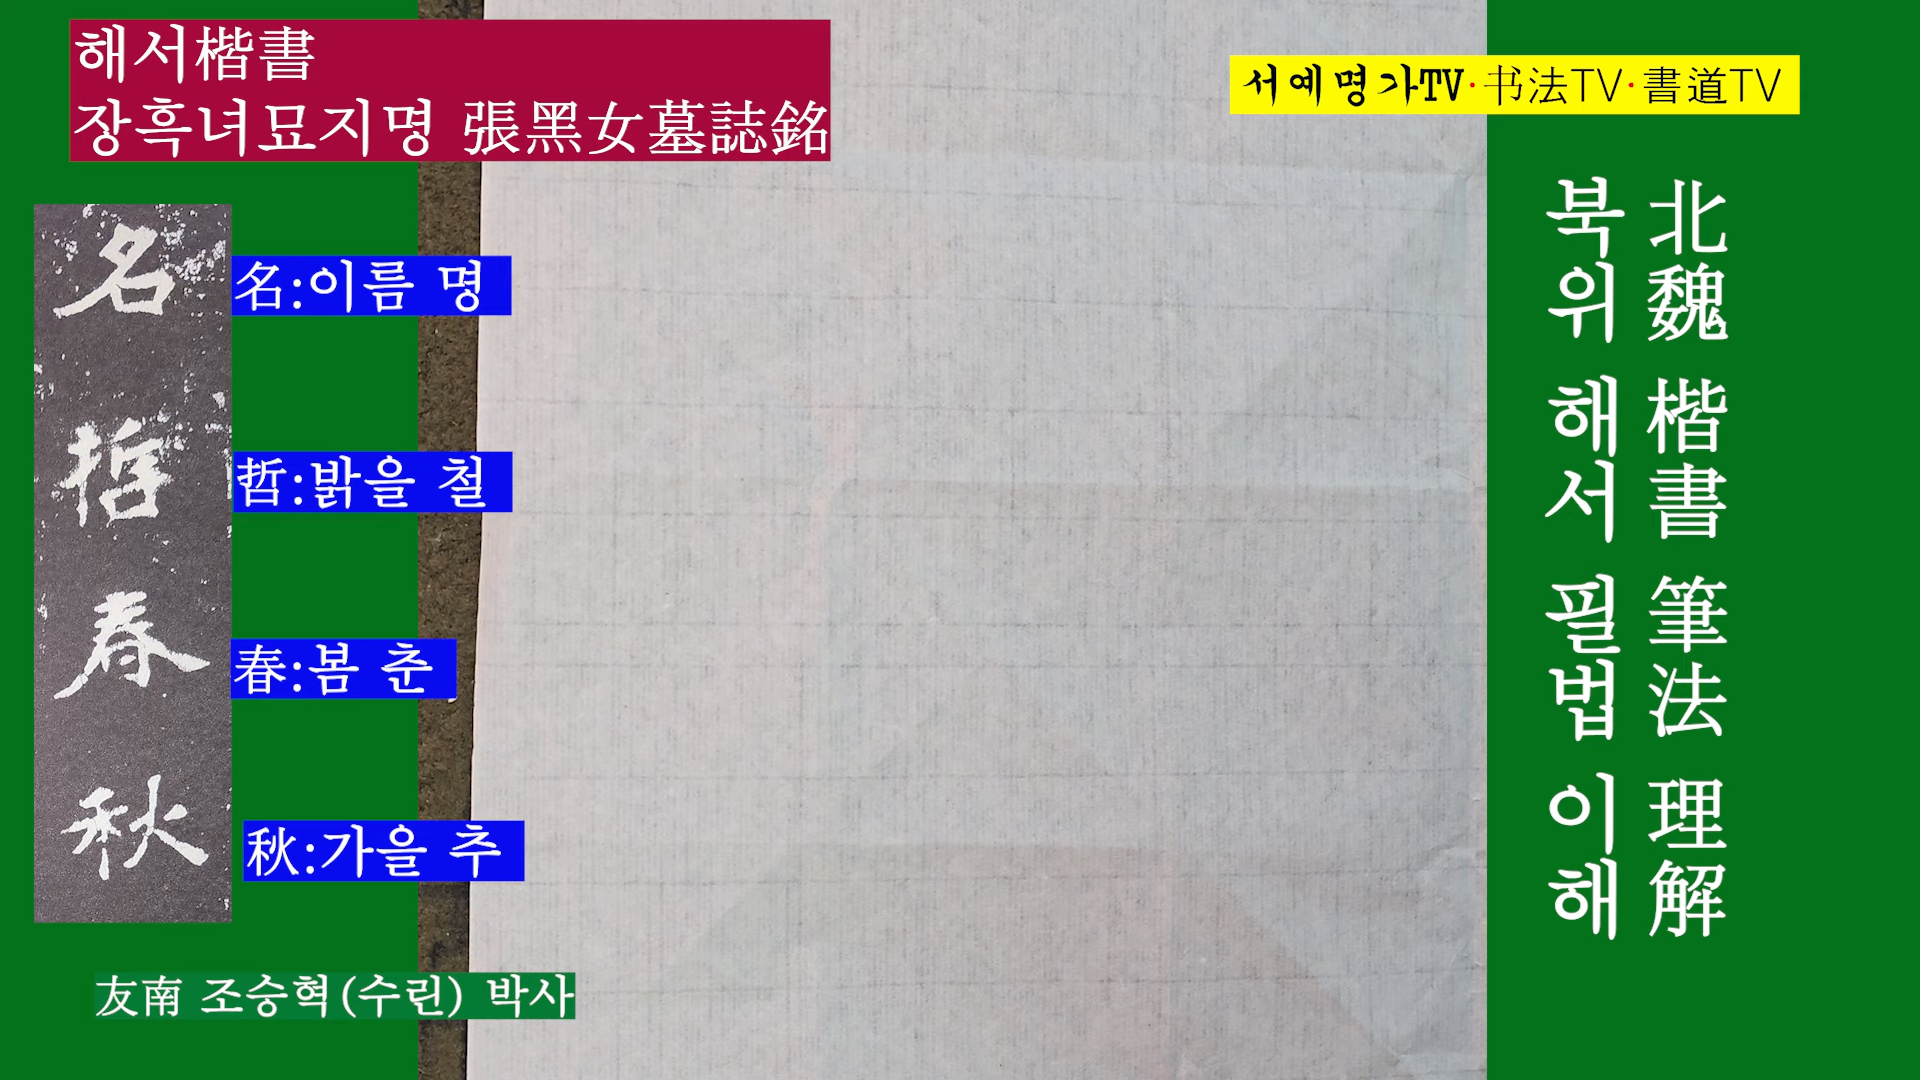 해서楷書
장흑녀묘지명 張黑女墓誌銘
서예명가TV·书法TV·書道TV
名
哲
春
秋
名:이름 명
哲:밝을 철
春:봄 춘
秋:가을 추
북위 해서 필법 이해
北魏 楷書 筆法 理解
友南 조승혁(수린) 박사